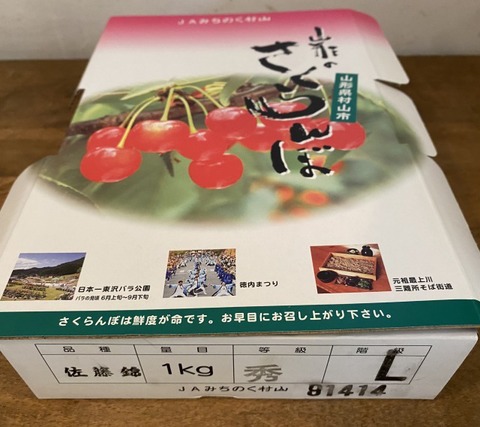 JAみちのく村山
山形の
さくらんぼ
山形県村山市
日本一東沢バラ公園
バラの見頃 6月上旬〜9月下旬
徳内まつり
元祖最上川
三難所そば街道
さくらんぼは鮮度が命です。お早目にお召し上がり下さい。
品種 量目 等級 階級
佐藤錦 1kg 秀 L
JAみちのく村山 81414